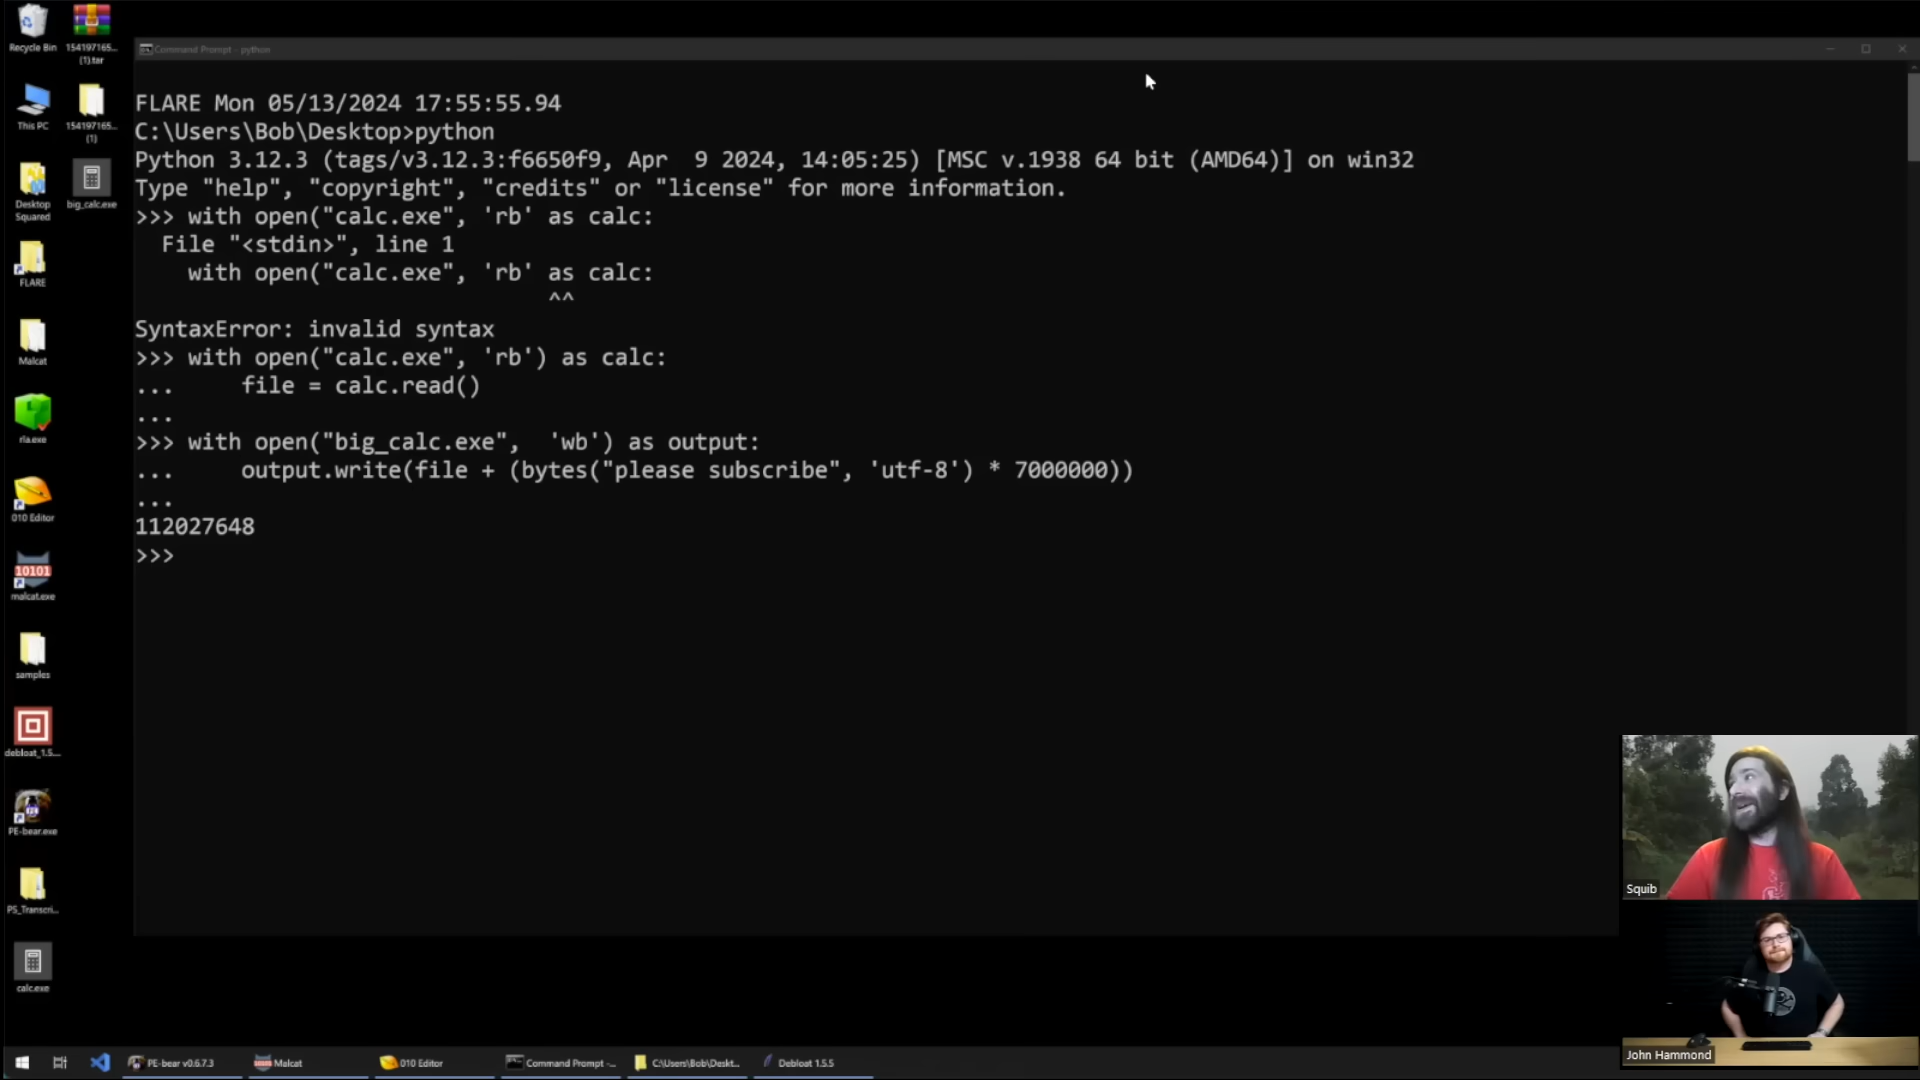 Recycle Bin
154197165...
(1).tar
This PC
154197165...
(1)
Desktop
Squared
big_calc.exe
FLARE
Malcat
rla.exe
010 Editor
10101
malcat.exe
samples
debloat_1.5....
PE-bear.exe
PS_Transcri...
calc.exe
Command Prompt - python
FLARE Mon 05/13/2024 17:55:55.94
C:\Users\Bob\Desktop>python
Python 3.12.3 (tags/v3.12.3:f6650f9, Apr  9 2024, 14:05:25) [MSC v.1938 64 bit (AMD64)] on win32
Type "help", "copyright", "credits" or "license" for more information.
>>> with open("calc.exe", 'rb' as calc:
  File "<stdin>", line 1
    with open("calc.exe", 'rb' as calc:
                               ^^
SyntaxError: invalid syntax
>>> with open("calc.exe", 'rb') as calc:
...     file = calc.read()
...
>>> with open("big_calc.exe",  'wb') as output:
...     output.write(file + (bytes("please subscribe", 'utf-8') * 7000000))
...
112027648
>>>
Squib
John Hammond
PE-bear v0.6.7.3
Malcat
010 Editor
Command Prompt -...
C:\Users\Bob\Deskt...
Debloat 1.5.5